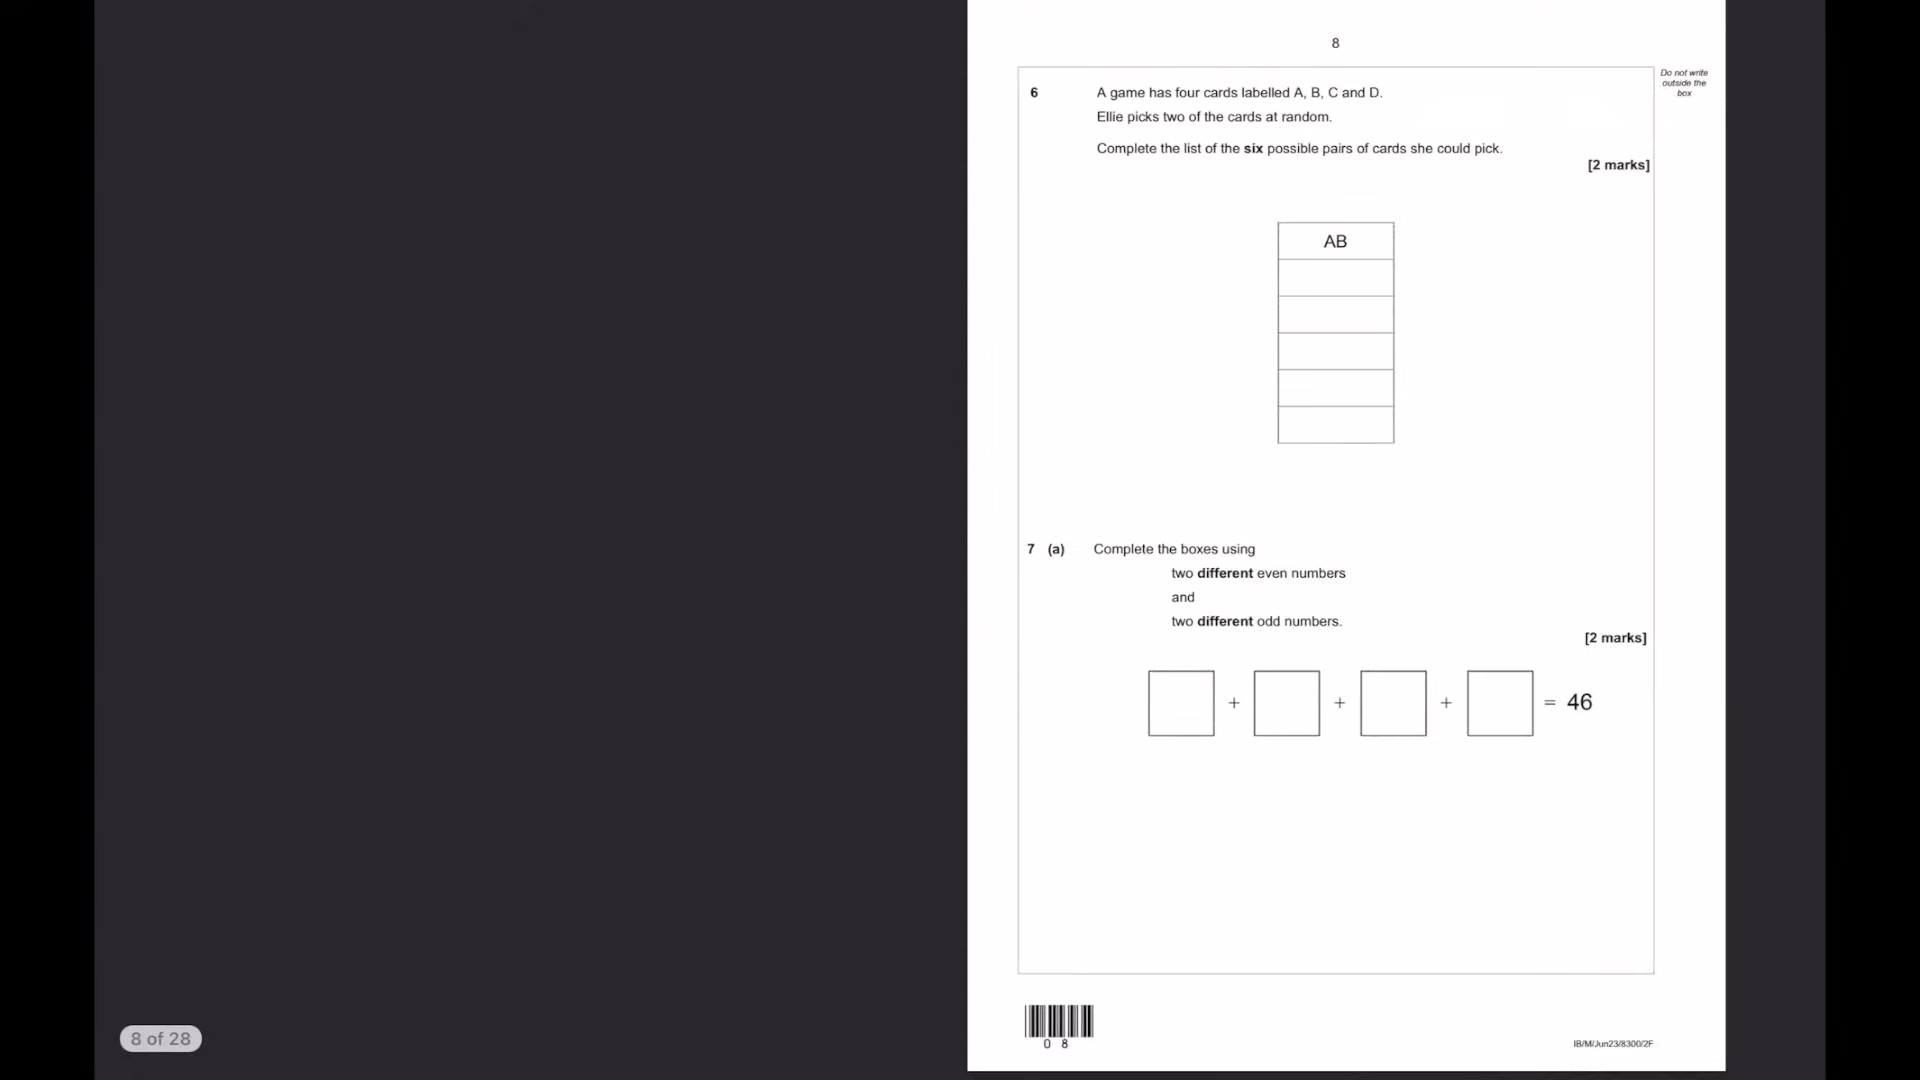 8
Do not write
outside the
box
6 A game has four cards labelled A, B, C and D.
Ellie picks two of the cards at random.
Complete the list of the six possible pairs of cards she could pick.
[2 marks]
AB
7 (a) Complete the boxes using
two different even numbers
and
two different odd numbers.
[2 marks]
+ + + = 46
8 of 28
0 8
IB/M/Jun23/8300/2F